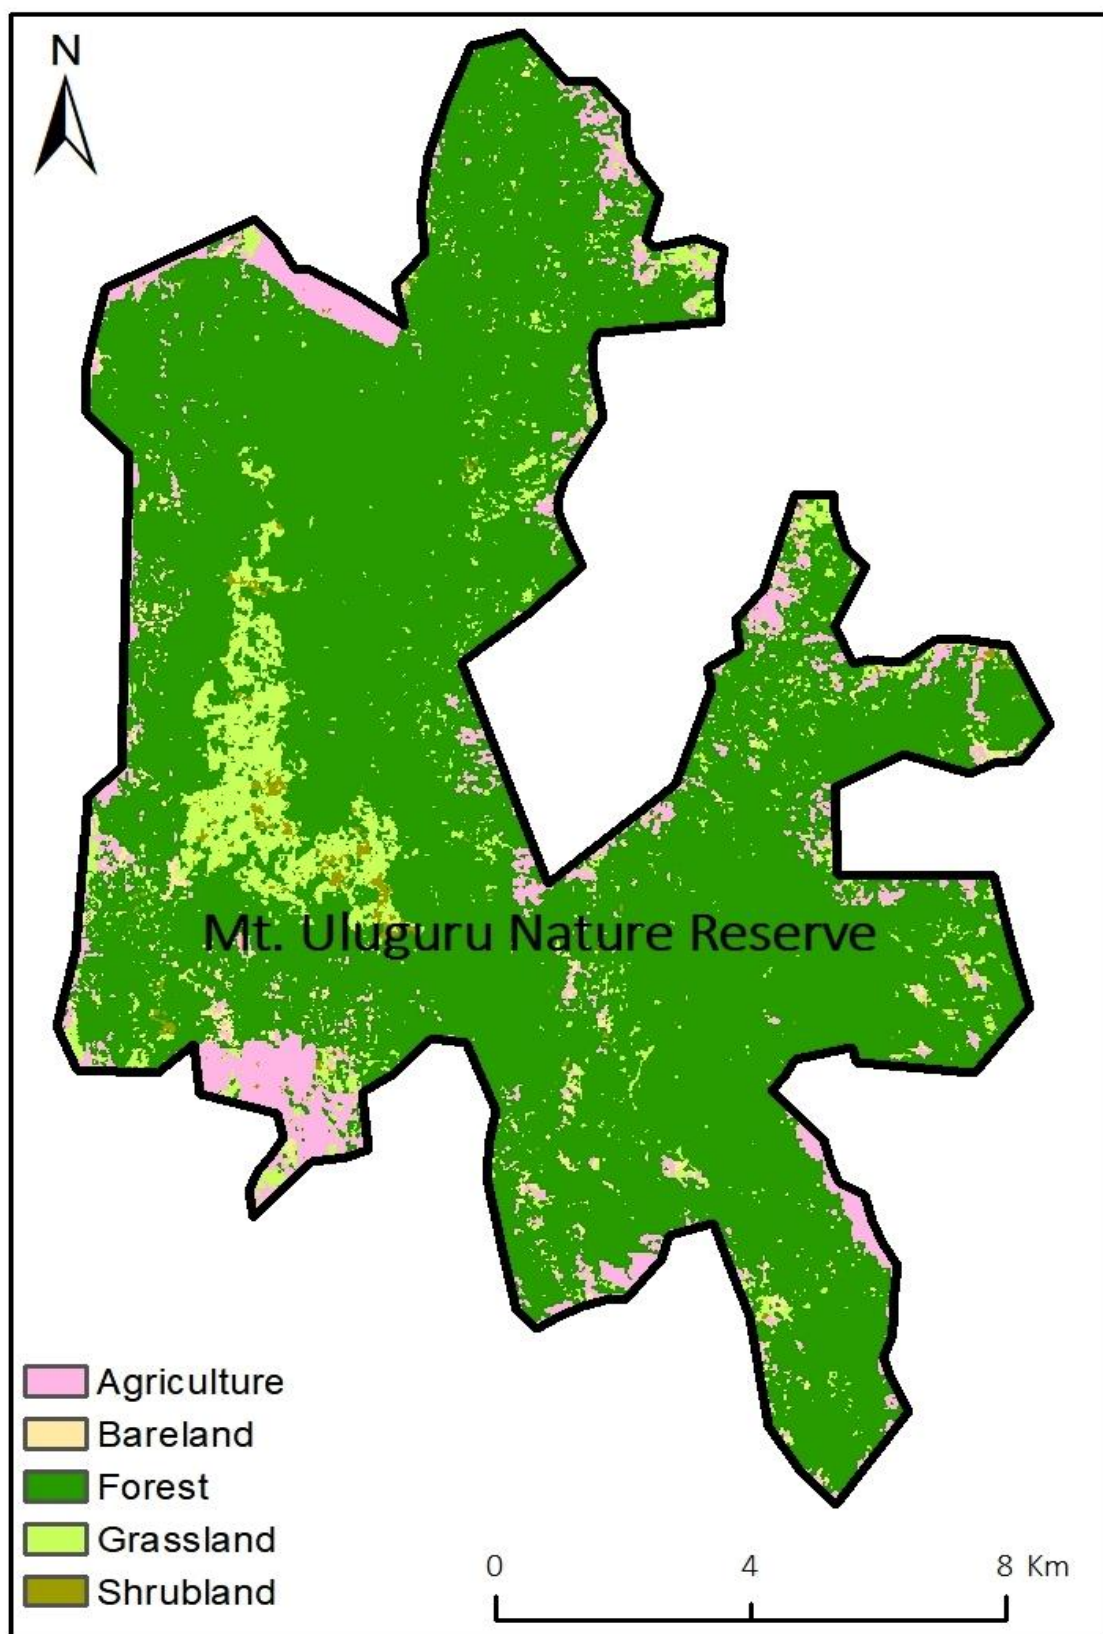 N
Mt. Uluguru Nature Reserve
Agriculture
Bareland
Forest
Grassland
Shrubland
0 4 8 Km